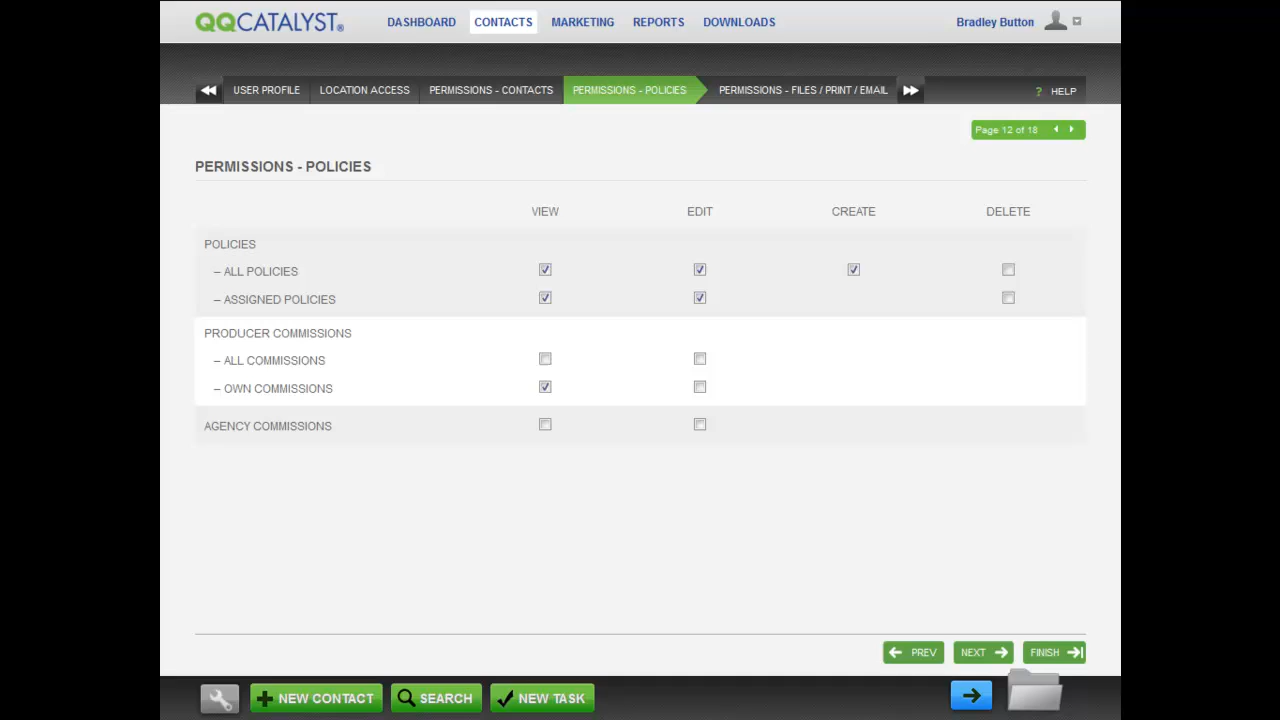 QQCATALYST®
DASHBOARD CONTACTS MARKETING REPORTS DOWNLOADS
Bradley Button
USER PROFILE LOCATION ACCESS PERMISSIONS - CONTACTS PERMISSIONS - POLICIES PERMISSIONS - FILES / PRINT / EMAIL ? HELP
Page 12 of 18
PERMISSIONS - POLICIES
VIEW EDIT CREATE DELETE
POLICIES
– ALL POLICIES
– ASSIGNED POLICIES
PRODUCER COMMISSIONS
– ALL COMMISSIONS
– OWN COMMISSIONS
AGENCY COMMISSIONS
PREV NEXT FINISH
NEW CONTACT SEARCH NEW TASK